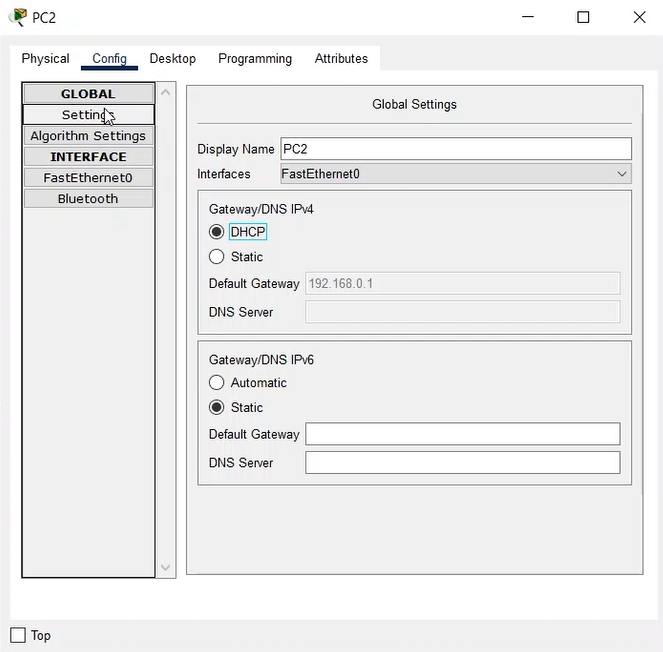 PC2
Physical Config Desktop Programming Attributes
GLOBAL
Settings
Algorithm Settings
INTERFACE
FastEthernet0
Bluetooth
Global Settings
Display Name PC2
Interfaces FastEthernet0
Gateway/DNS IPv4
DHCP
Static
Default Gateway 192.168.0.1
DNS Server
Gateway/DNS IPv6
Automatic
Static
Default Gateway
DNS Server
Top